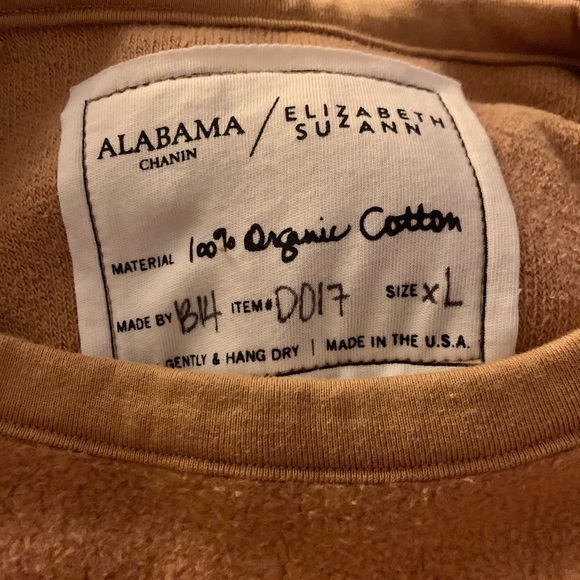 ALABAMA / ELIZABETH
CHANIN SUZANN
MATERIAL 100% Organic Cotton
MADE BY BH ITEM# D017 SIZE XL
GENTLY & HANG DRY | MADE IN THE U.S.A.